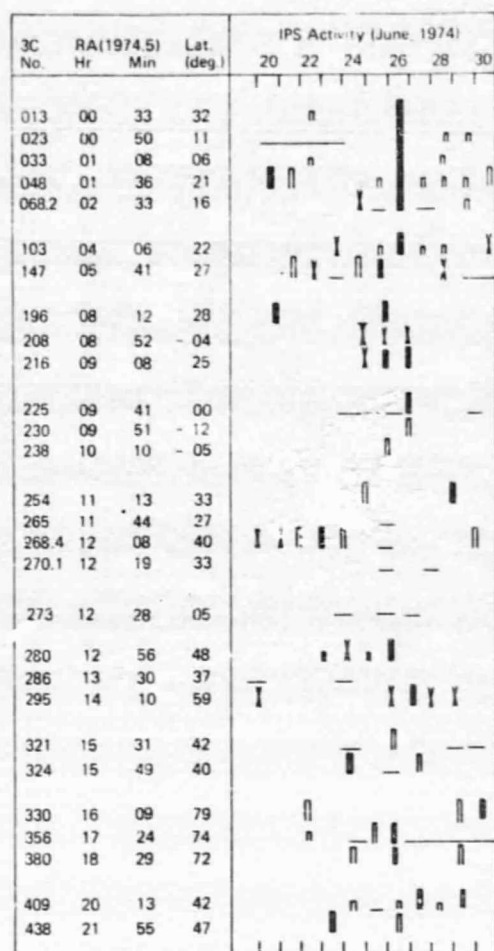 IPS Activity (June, 1974)
3C RA(1974.5) Lat.
No. Hr Min (deg.)
20 22 24 26 28 30
013 00 33 32
023 00 50 11
033 01 08 06
048 01 36 21
068.2 02 33 16
103 04 06 22
147 05 41 27
196 08 12 28
208 08 52 -04
216 09 08 25
225 09 41 00
230 09 51 -12
238 10 10 -05
254 11 13 33
265 11 44 27
268.4 12 08 40
270.1 12 19 33
273 12 28 05
280 12 56 48
286 13 30 37
295 14 10 59
321 15 31 42
324 15 49 40
330 16 09 79
356 17 24 74
380 18 29 72
409 20 13 42
438 21 55 47